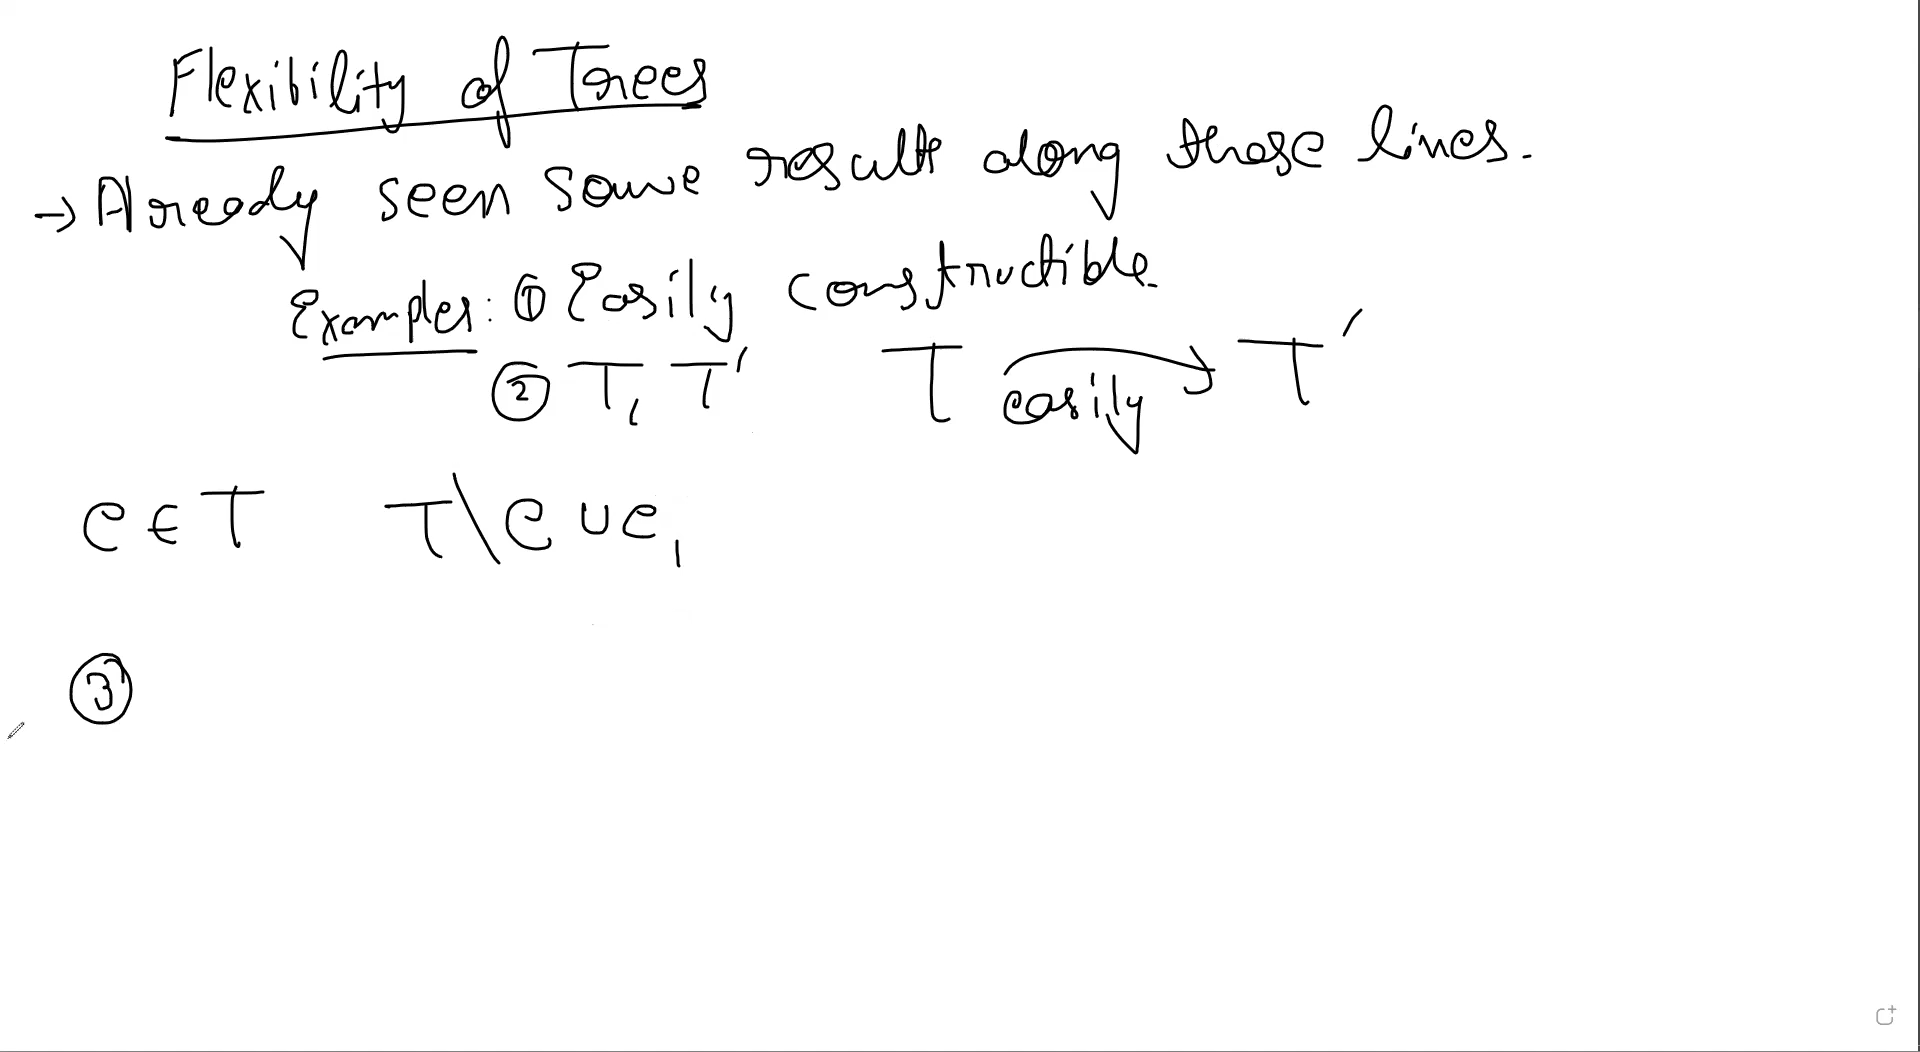 Flexibility of Trees
→ Already seen some results along these lines.
Examples: ① Easily constructible.
② T, T' T easily → T'
e ∈ T T\e ∪ e,
③